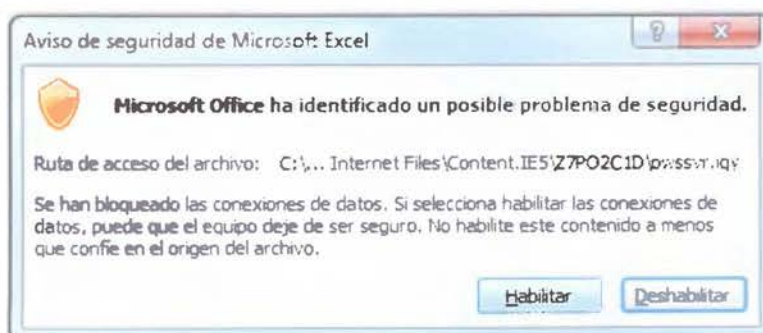 Aviso de seguridad de Microsoft Excel
Microsoft Office ha identificado un posible problema de seguridad.
Ruta de acceso del archivo: C:\... Internet Files\Content.IE5\Z7PO2C1D\
Se han bloqueado las conexiones de datos. Si selecciona habilitar las conexiones de
datos, puede que el equipo deje de ser seguro. No habilite este contenido a menos
que confíe en el origen del archivo.
Habilitar Deshabilitar